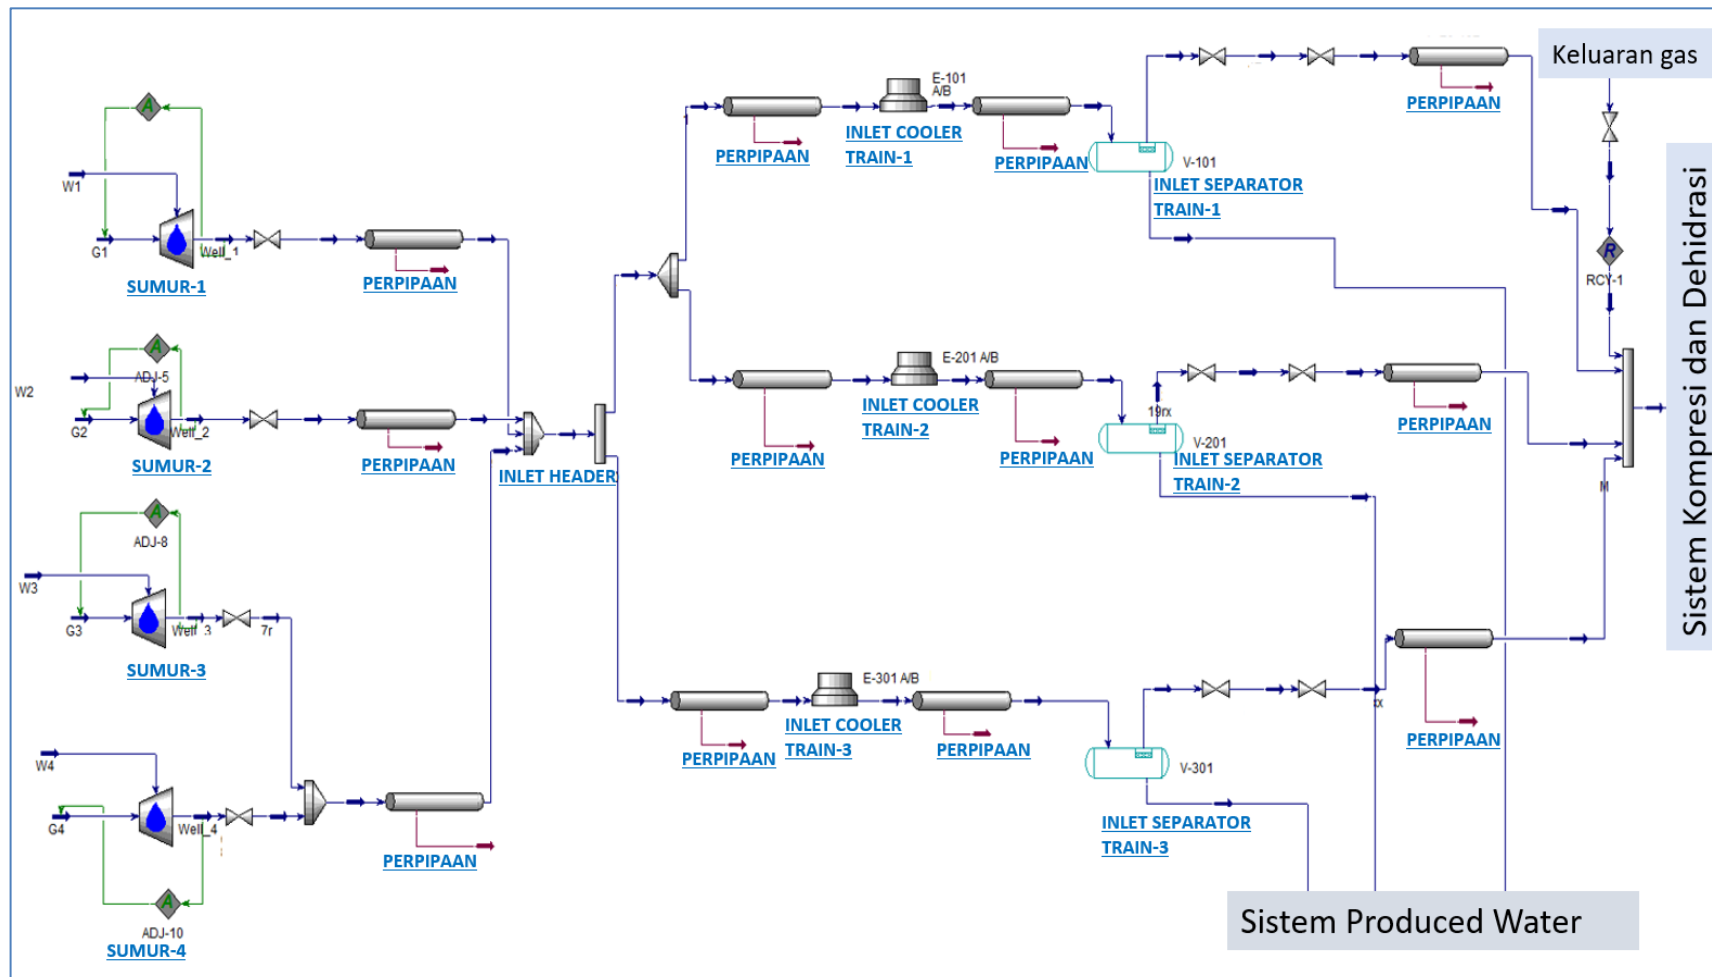 Keluaran gas
E-101
A/B
PERPIPAAN
INLET COOLER
TRAIN-1
PERPIPAAN
PERPIPAAN
V-101
INLET SEPARATOR
TRAIN-1
A
W1
G1
Well_1
SUMUR-1
PERPIPAAN
R
RCY-1
Sistem Kompresi dan Dehidrasi
A
ADJ-5
W2
G2
Well_2
SUMUR-2
PERPIPAAN
INLET HEADER
E-201 A/B
INLET COOLER
TRAIN-2
PERPIPAAN
PERPIPAAN
19rx
V-201
INLET SEPARATOR
TRAIN-2
PERPIPAAN
M
A
ADJ-8
W3
G3
Well_3
7r
SUMUR-3
E-301 A/B
INLET COOLER
TRAIN-3
PERPIPAAN
PERPIPAAN
V-301
INLET SEPARATOR
TRAIN-3
xx
PERPIPAAN
W4
G4
Well_4
PERPIPAAN
A
ADJ-10
SUMUR-4
Sistem Produced Water